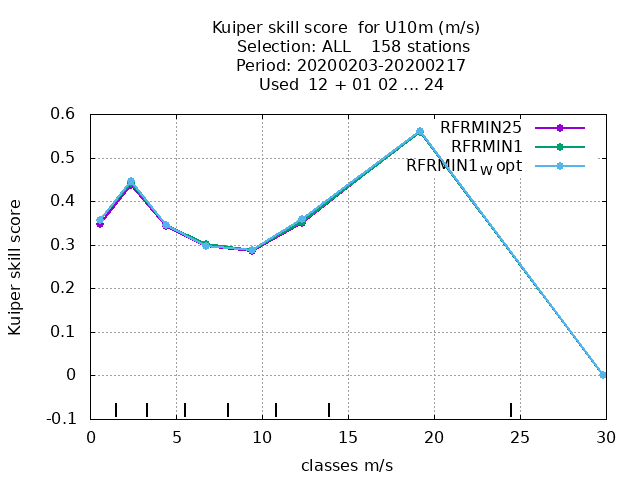 Kuiper skill score  for U10m (m/s)
Selection: ALL    158 stations
Period: 20200203-20200217
Used  12 + 01 02 ... 24
RFRMIN25
RFRMIN1
RFRMIN1W opt
Kuiper skill score
0.6
0.5
0.4
0.3
0.2
0.1
0
-0.1
0 5 10 15 20 25 30
classes m/s